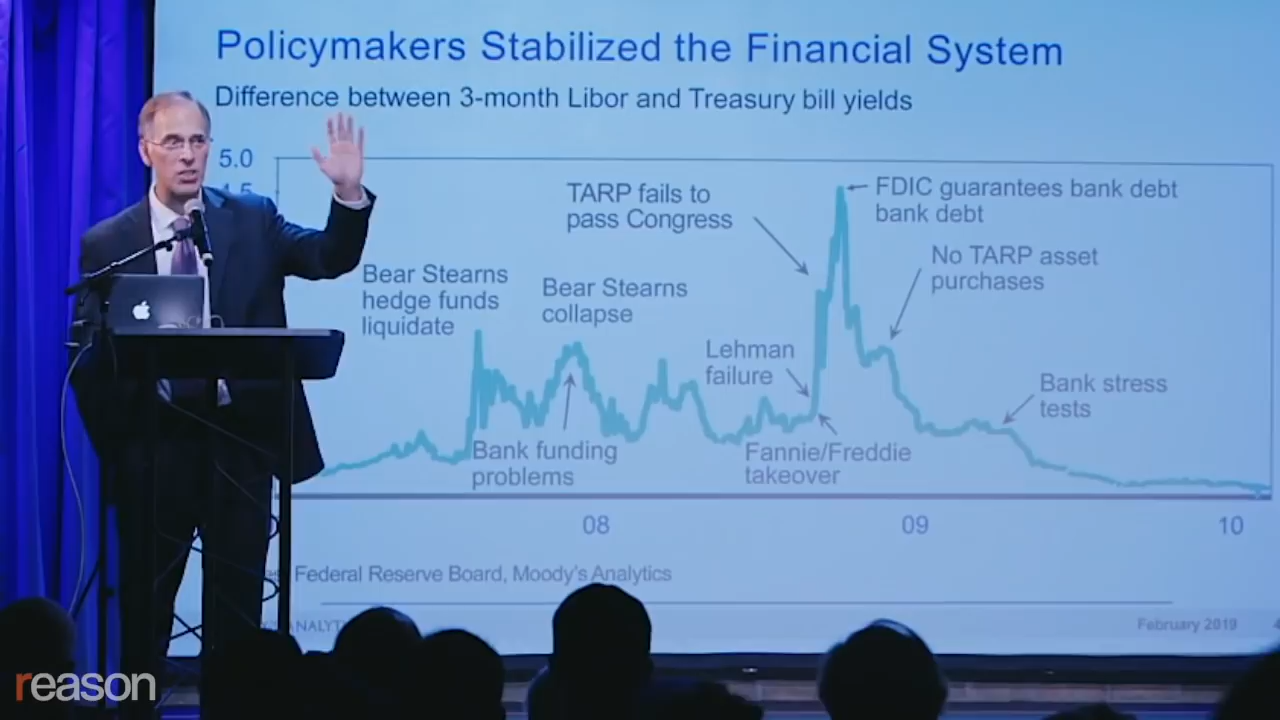 Policymakers Stabilized the Financial System
Difference between 3-month Libor and Treasury bill yields
5.0
4.5
TARP fails to
pass Congress
FDIC guarantees bank debt
bank debt
No TARP asset
purchases
Bear Stearns
hedge funds
liquidate
Bear Stearns
collapse
Lehman
failure
Bank stress
tests
Bank funding
problems
Fannie/Freddie
takeover
08
09
10
Federal Reserve Board, Moody's Analytics
February 2019
reason